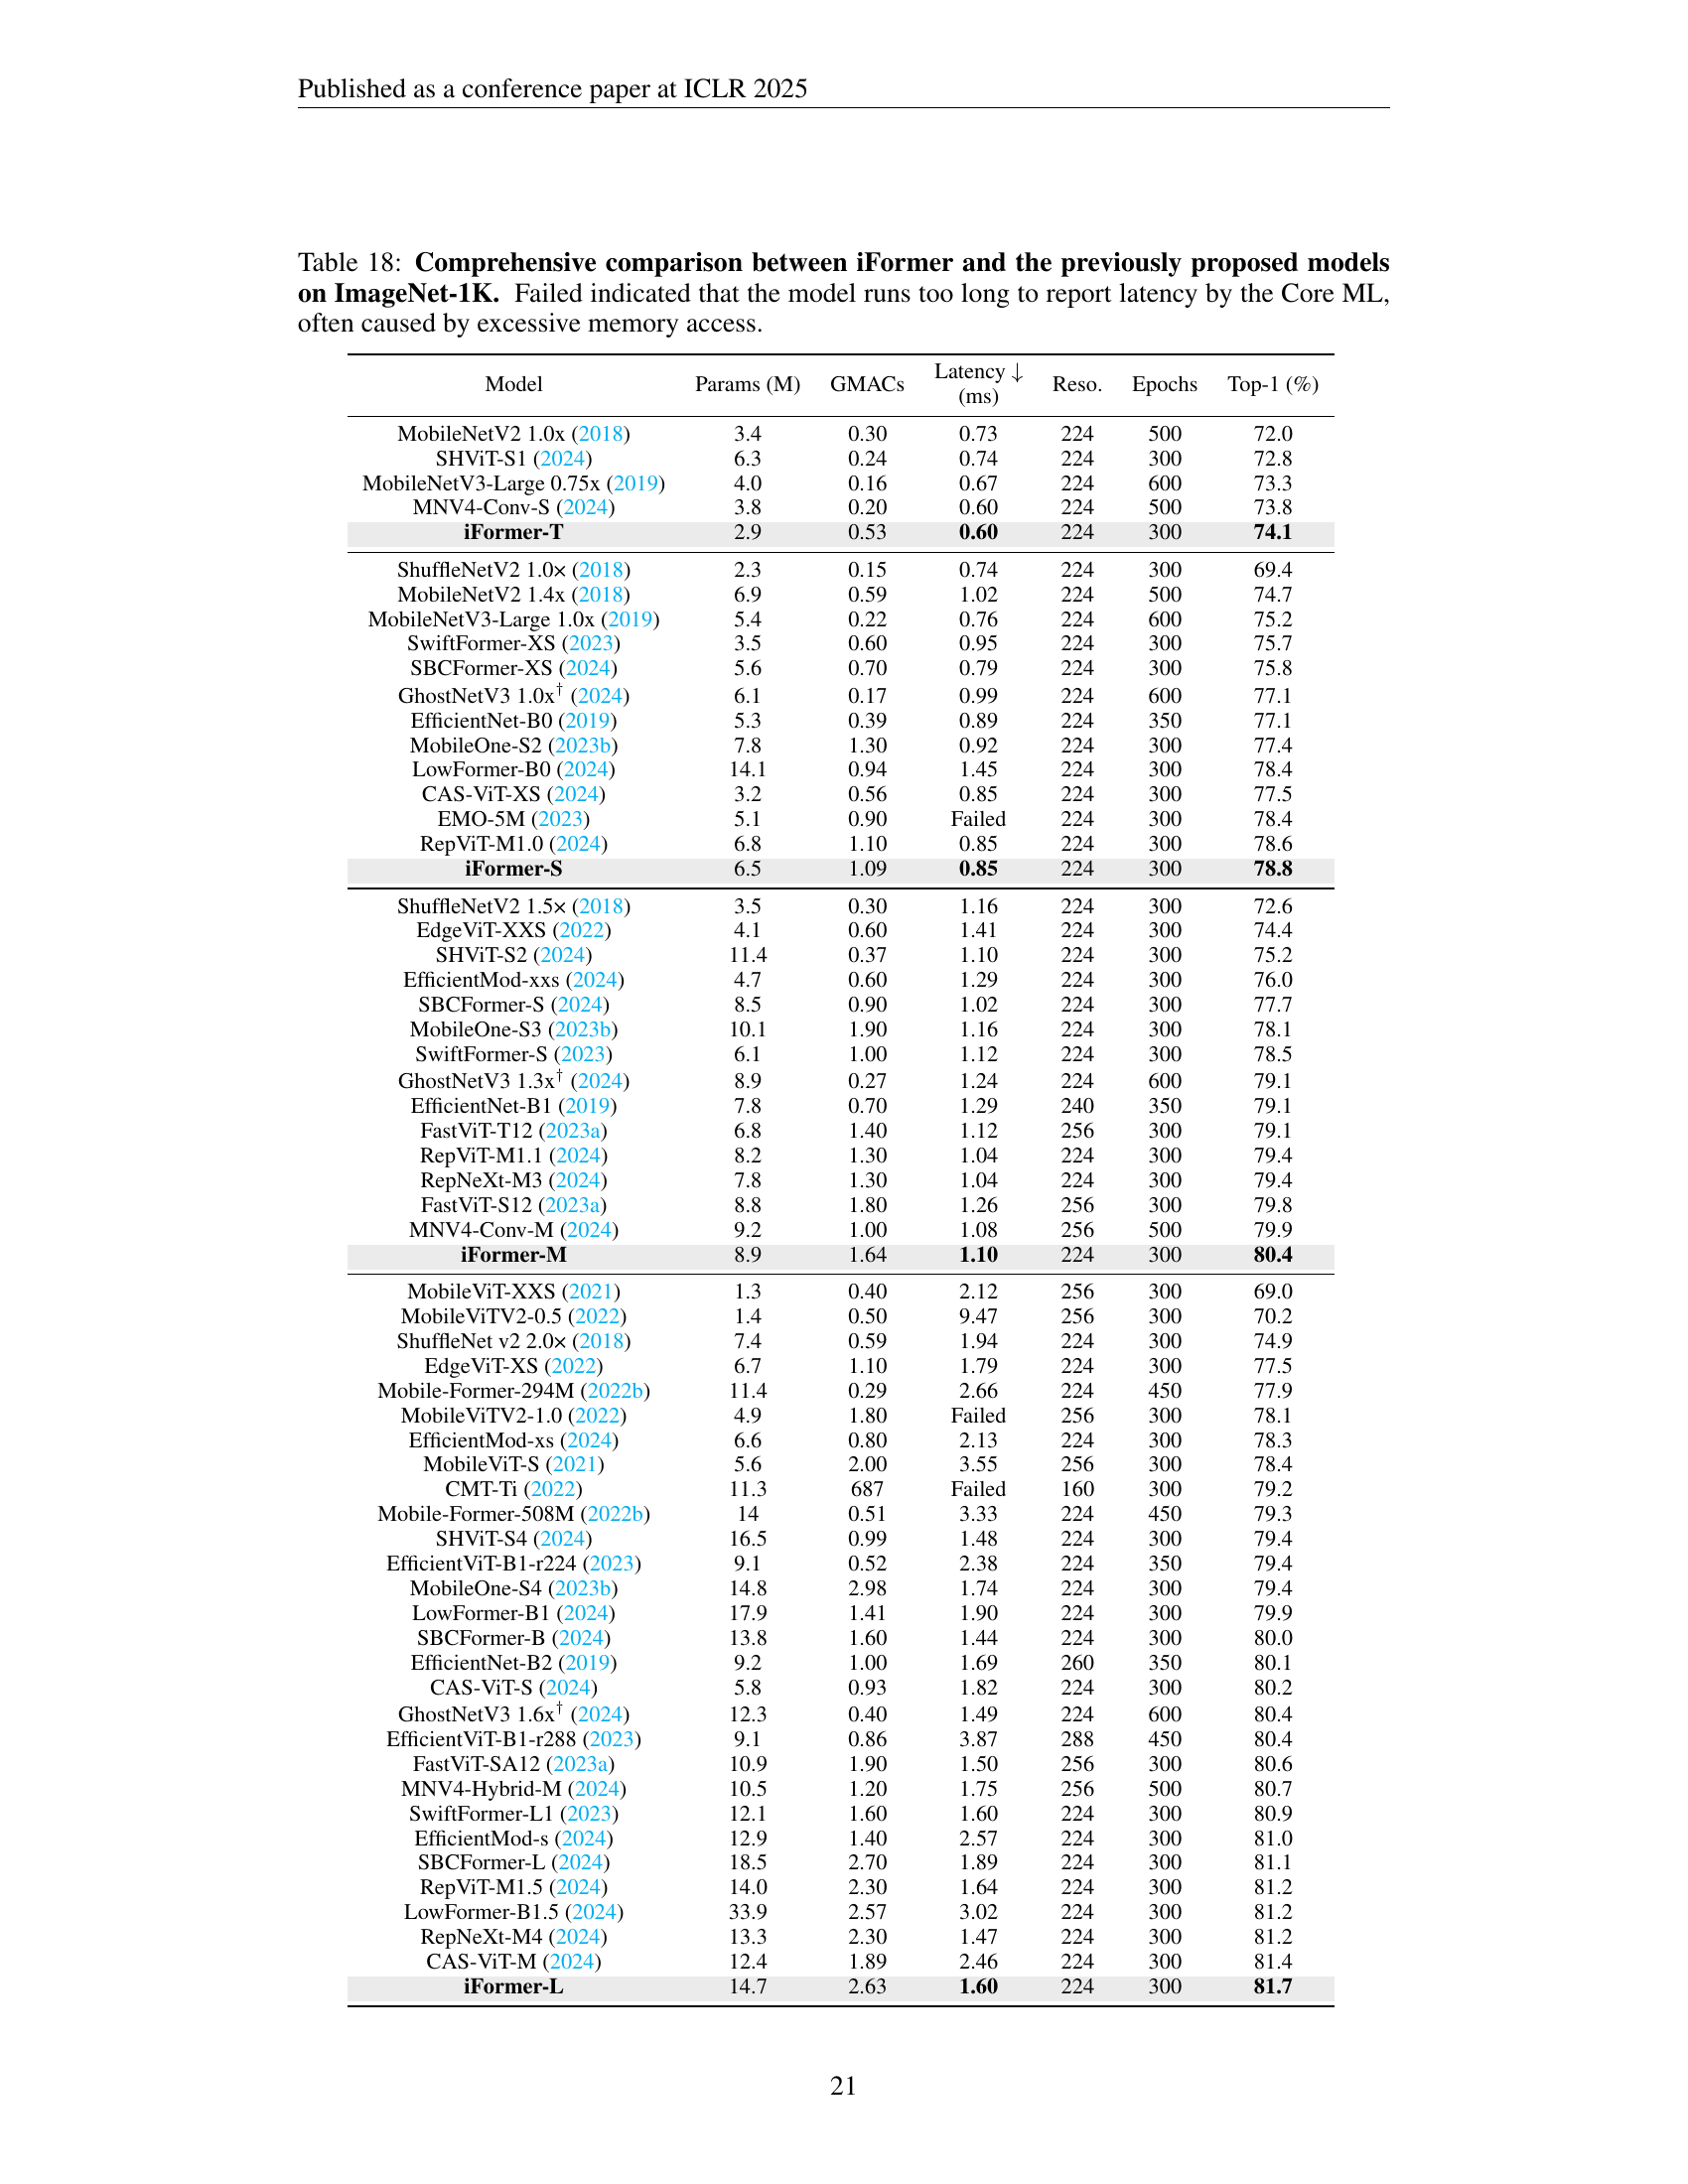 Published as a conference paper at ICLR 2025
Table 18: Comprehensive comparison between iFormer and the previously proposed models
on ImageNet-1K. Failed indicated that the model runs too long to report latency by the Core ML,
often caused by excessive memory access.
Model Params (M) GMACs Latency ↓ (ms) Reso. Epochs Top-1 (%)
MobileNetV2 1.0x (2018) 3.4 0.30 0.73 224 500 72.0
SHViT-S1 (2024) 6.3 0.24 0.74 224 300 72.8
MobileNetV3-Large 0.75x (2019) 4.0 0.16 0.67 224 600 73.3
MNV4-Conv-S (2024) 3.8 0.20 0.60 224 500 73.8
iFormer-T 2.9 0.53 0.60 224 300 74.1
ShuffleNetV2 1.0× (2018) 2.3 0.15 0.74 224 300 69.4
MobileNetV2 1.4x (2018) 6.9 0.59 1.02 224 500 74.7
MobileNetV3-Large 1.0x (2019) 5.4 0.22 0.76 224 600 75.2
SwiftFormer-XS (2023) 3.5 0.60 0.95 224 300 75.7
SBCFormer-XS (2024) 5.6 0.70 0.79 224 300 75.8
GhostNetV3 1.0x† (2024) 6.1 0.17 0.99 224 600 77.1
EfficientNet-B0 (2019) 5.3 0.39 0.89 224 350 77.1
MobileOne-S2 (2023b) 7.8 1.30 0.92 224 300 77.4
LowFormer-B0 (2024) 14.1 0.94 1.45 224 300 78.4
CAS-ViT-XS (2024) 3.2 0.56 0.85 224 300 77.5
EMO-5M (2023) 5.1 0.90 Failed 224 300 78.4
RepViT-M1.0 (2024) 6.8 1.10 0.85 224 300 78.6
iFormer-S 6.5 1.09 0.85 224 300 78.8
ShuffleNetV2 1.5× (2018) 3.5 0.30 1.16 224 300 72.6
EdgeViT-XXS (2022) 4.1 0.60 1.41 224 300 74.4
SHViT-S2 (2024) 11.4 0.37 1.10 224 300 75.2
EfficientMod-xxs (2024) 4.7 0.60 1.29 224 300 76.0
SBCFormer-S (2024) 8.5 0.90 1.02 224 300 77.7
MobileOne-S3 (2023b) 10.1 1.90 1.16 224 300 78.1
SwiftFormer-S (2023) 6.1 1.00 1.12 224 300 78.5
GhostNetV3 1.3x† (2024) 8.9 0.27 1.24 224 600 79.1
EfficientNet-B1 (2019) 7.8 0.70 1.29 240 350 79.1
FastViT-T12 (2023a) 6.8 1.40 1.12 256 300 79.1
RepViT-M1.1 (2024) 8.2 1.30 1.04 224 300 79.4
RepNeXt-M3 (2024) 7.8 1.30 1.04 224 300 79.4
FastViT-S12 (2023a) 8.8 1.80 1.26 256 300 79.8
MNV4-Conv-M (2024) 9.2 1.00 1.08 256 500 79.9
iFormer-M 8.9 1.64 1.10 224 300 80.4
MobileViT-XXS (2021) 1.3 0.40 2.12 256 300 69.0
MobileViTV2-0.5 (2022) 1.4 0.50 9.47 256 300 70.2
ShuffleNet v2 2.0× (2018) 7.4 0.59 1.94 224 300 74.9
EdgeViT-XS (2022) 6.7 1.10 1.79 224 300 77.5
Mobile-Former-294M (2022b) 11.4 0.29 2.66 224 450 77.9
MobileViTV2-1.0 (2022) 4.9 1.80 Failed 256 300 78.1
EfficientMod-xs (2024) 6.6 0.80 2.13 224 300 78.3
MobileViT-S (2021) 5.6 2.00 3.55 256 300 78.4
CMT-Ti (2022) 11.3 687 Failed 160 300 79.2
Mobile-Former-508M (2022b) 14 0.51 3.33 224 450 79.3
SHViT-S4 (2024) 16.5 0.99 1.48 224 300 79.4
EfficientViT-B1-r224 (2023) 9.1 0.52 2.38 224 350 79.4
MobileOne-S4 (2023b) 14.8 2.98 1.74 224 300 79.4
LowFormer-B1 (2024) 17.9 1.41 1.90 224 300 79.9
SBCFormer-B (2024) 13.8 1.60 1.44 224 300 80.0
EfficientNet-B2 (2019) 9.2 1.00 1.69 260 350 80.1
CAS-ViT-S (2024) 5.8 0.93 1.82 224 300 80.2
GhostNetV3 1.6x† (2024) 12.3 0.40 1.49 224 600 80.4
EfficientViT-B1-r288 (2023) 9.1 0.86 3.87 288 450 80.4
FastViT-SA12 (2023a) 10.9 1.90 1.50 256 300 80.6
MNV4-Hybrid-M (2024) 10.5 1.20 1.75 256 500 80.7
SwiftFormer-L1 (2023) 12.1 1.60 1.60 224 300 80.9
EfficientMod-s (2024) 12.9 1.40 2.57 224 300 81.0
SBCFormer-L (2024) 18.5 2.70 1.89 224 300 81.1
RepViT-M1.5 (2024) 14.0 2.30 1.64 224 300 81.2
LowFormer-B1.5 (2024) 33.9 2.57 3.02 224 300 81.2
RepNeXt-M4 (2024) 13.3 2.30 1.47 224 300 81.2
CAS-ViT-M (2024) 12.4 1.89 2.46 224 300 81.4
iFormer-L 14.7 2.63 1.60 224 300 81.7
21